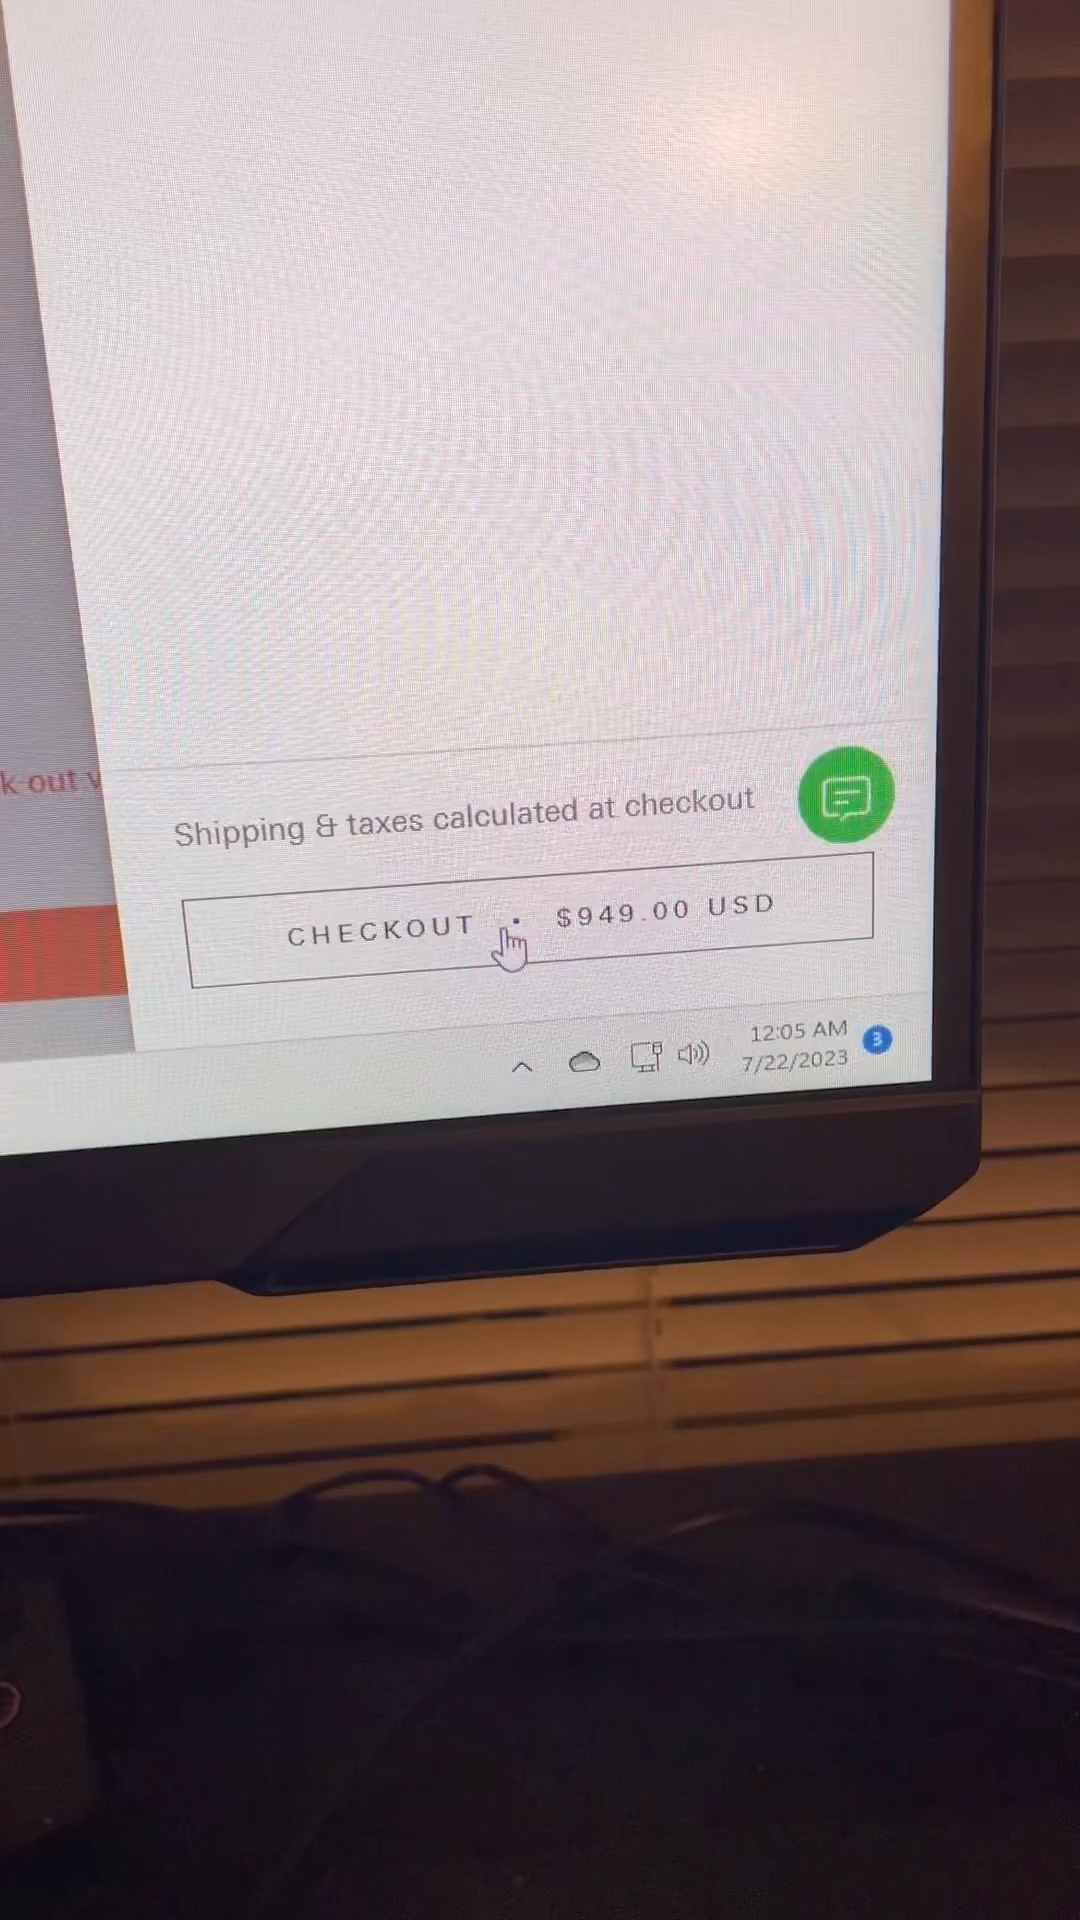 k-out
Shipping & taxes calculated at checkout
CHECKOUT • $949.00 USD
12:05 AM
7/22/2023
3